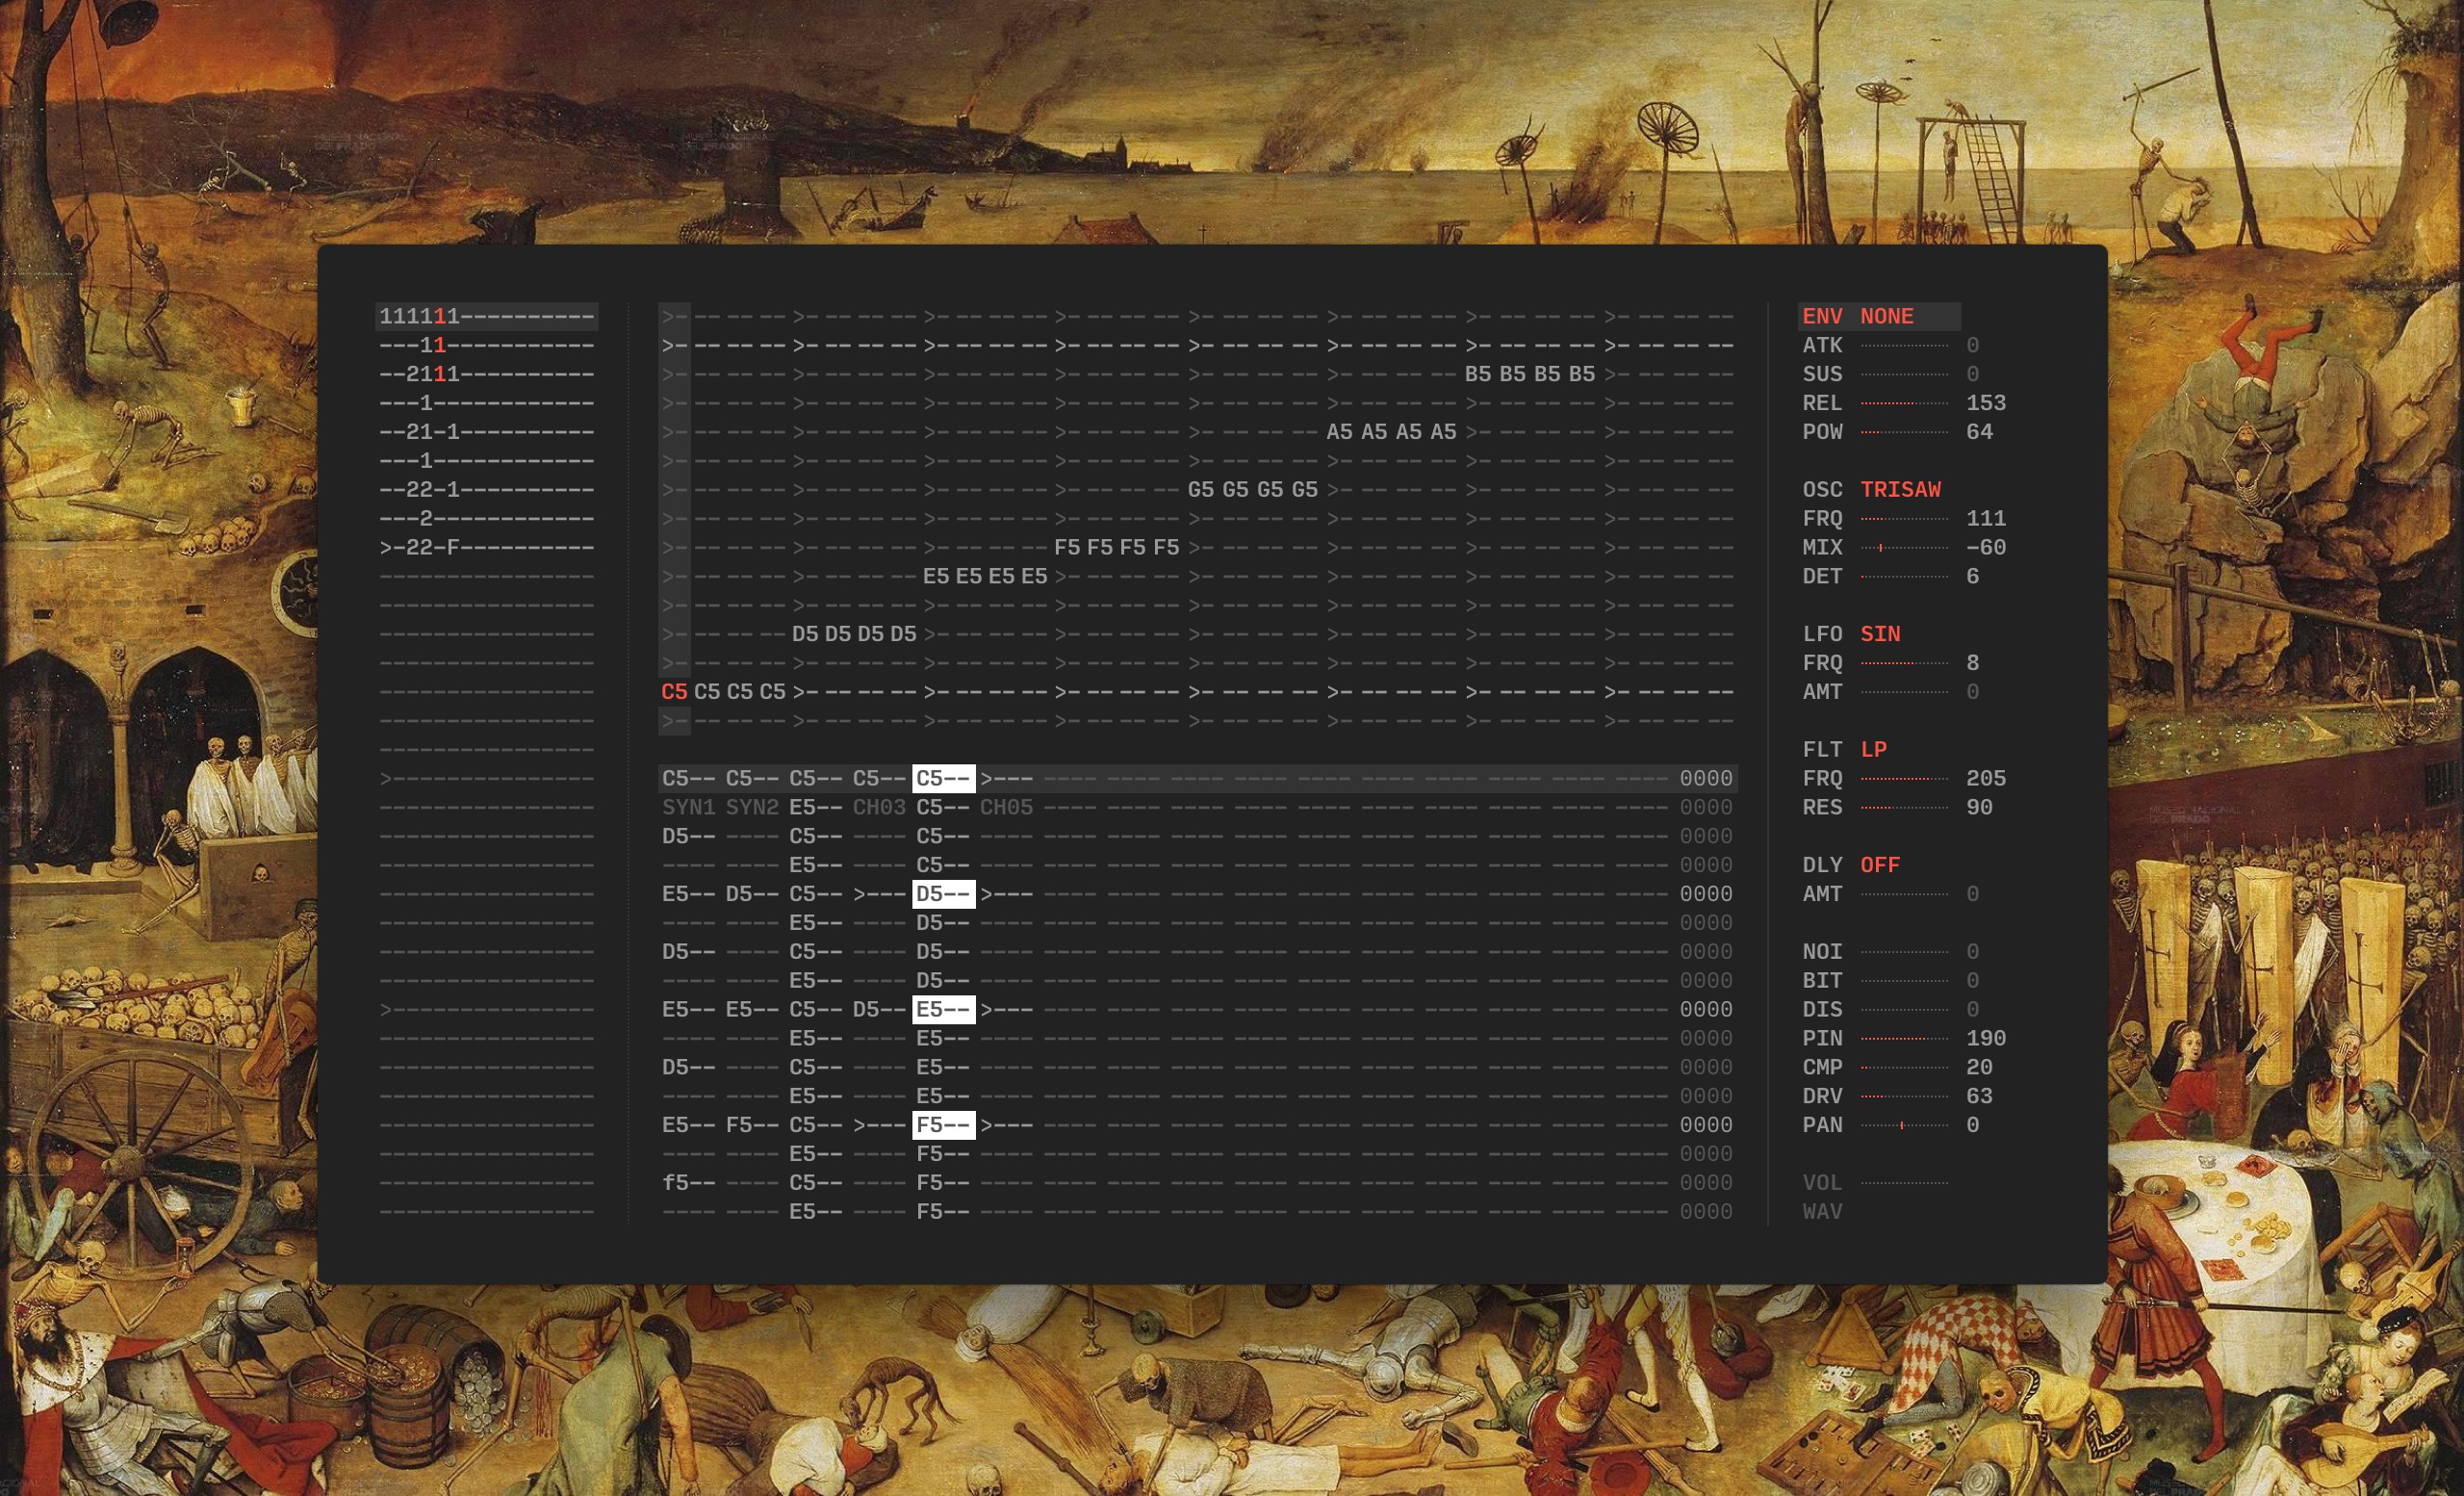 111111----------
---11-----------
--2111----------
---1------------
--21-1----------
---1------------
--22-1----------
---2------------
>-22-F----------
----------------
----------------
----------------
----------------
----------------
----------------
----------------
>---------------
----------------
----------------
----------------
----------------
----------------
----------------
----------------
>---------------
----------------
----------------
----------------
----------------
----------------
----------------
----------------
>- -- -- -- >- -- -- -- >- -- -- -- >- -- -- -- >- -- -- -- >- -- -- -- >- -- -- -- >- -- -- --
>- -- -- -- >- -- -- -- >- -- -- -- >- -- -- -- >- -- -- -- >- -- -- -- >- -- -- -- >- -- -- --
>- -- -- -- >- -- -- -- >- -- -- -- >- -- -- -- >- -- -- -- >- -- -- -- B5 B5 B5 B5 >- -- -- --
>- -- -- -- >- -- -- -- >- -- -- -- >- -- -- -- >- -- -- -- >- -- -- -- >- -- -- -- >- -- -- --
>- -- -- -- >- -- -- -- >- -- -- -- >- -- -- -- >- -- -- -- A5 A5 A5 A5 >- -- -- -- >- -- -- --
>- -- -- -- >- -- -- -- >- -- -- -- >- -- -- -- >- -- -- -- >- -- -- -- >- -- -- -- >- -- -- --
>- -- -- -- >- -- -- -- >- -- -- -- >- -- -- -- G5 G5 G5 G5 >- -- -- -- >- -- -- -- >- -- -- --
>- -- -- -- >- -- -- -- >- -- -- -- >- -- -- -- >- -- -- -- >- -- -- -- >- -- -- -- >- -- -- --
>- -- -- -- >- -- -- -- >- -- -- -- F5 F5 F5 F5 >- -- -- -- >- -- -- -- >- -- -- -- >- -- -- --
>- -- -- -- >- -- -- -- E5 E5 E5 E5 >- -- -- -- >- -- -- -- >- -- -- -- >- -- -- -- >- -- -- --
>- -- -- -- >- -- -- -- >- -- -- -- >- -- -- -- >- -- -- -- >- -- -- -- >- -- -- -- >- -- -- --
>- -- -- -- D5 D5 D5 D5 >- -- -- -- >- -- -- -- >- -- -- -- >- -- -- -- >- -- -- -- >- -- -- --
>- -- -- -- >- -- -- -- >- -- -- -- >- -- -- -- >- -- -- -- >- -- -- -- >- -- -- -- >- -- -- --
C5 C5 C5 C5 >- -- -- -- >- -- -- -- >- -- -- -- >- -- -- -- >- -- -- -- >- -- -- -- >- -- -- --
>- -- -- -- >- -- -- -- >- -- -- -- >- -- -- -- >- -- -- -- >- -- -- -- >- -- -- -- >- -- -- --
C5-- C5-- C5-- C5-- C5-- >--- ---- ---- ---- ---- ---- ---- ---- ---- ---- ---- 0000
SYN1 SYN2 E5-- CH03 C5-- CH05 ---- ---- ---- ---- ---- ---- ---- ---- ---- ---- 0000
D5-- ---- C5-- ---- C5-- ---- ---- ---- ---- ---- ---- ---- ---- ---- ---- ---- 0000
---- ---- E5-- ---- C5-- ---- ---- ---- ---- ---- ---- ---- ---- ---- ---- ---- 0000
E5-- D5-- C5-- >--- D5-- >--- ---- ---- ---- ---- ---- ---- ---- ---- ---- ---- 0000
---- ---- E5-- ---- D5-- ---- ---- ---- ---- ---- ---- ---- ---- ---- ---- ---- 0000
D5-- ---- C5-- ---- D5-- ---- ---- ---- ---- ---- ---- ---- ---- ---- ---- ---- 0000
---- ---- E5-- ---- D5-- ---- ---- ---- ---- ---- ---- ---- ---- ---- ---- ---- 0000
E5-- E5-- C5-- D5-- E5-- >--- ---- ---- ---- ---- ---- ---- ---- ---- ---- ---- 0000
---- ---- E5-- ---- E5-- ---- ---- ---- ---- ---- ---- ---- ---- ---- ---- ---- 0000
D5-- ---- C5-- ---- E5-- ---- ---- ---- ---- ---- ---- ---- ---- ---- ---- ---- 0000
---- ---- E5-- ---- E5-- ---- ---- ---- ---- ---- ---- ---- ---- ---- ---- ---- 0000
E5-- F5-- C5-- >--- F5-- >--- ---- ---- ---- ---- ---- ---- ---- ---- ---- ---- 0000
---- ---- E5-- ---- F5-- ---- ---- ---- ---- ---- ---- ---- ---- ---- ---- ---- 0000
f5-- ---- C5-- ---- F5-- ---- ---- ---- ---- ---- ---- ---- ---- ---- ---- ---- 0000
---- ---- E5-- ---- F5-- ---- ---- ---- ---- ---- ---- ---- ---- ---- ---- ---- 0000
ENV NONE
ATK 0
SUS 0
REL 153
POW 64
OSC TRISAW
FRQ 111
MIX -60
DET 6
LFO SIN
FRQ 8
AMT 0
FLT LP
FRQ 205
RES 90
DLY OFF
AMT 0
NOI 0
BIT 0
DIS 0
PIN 190
CMP 20
DRV 63
PAN 0
VOL
WAV